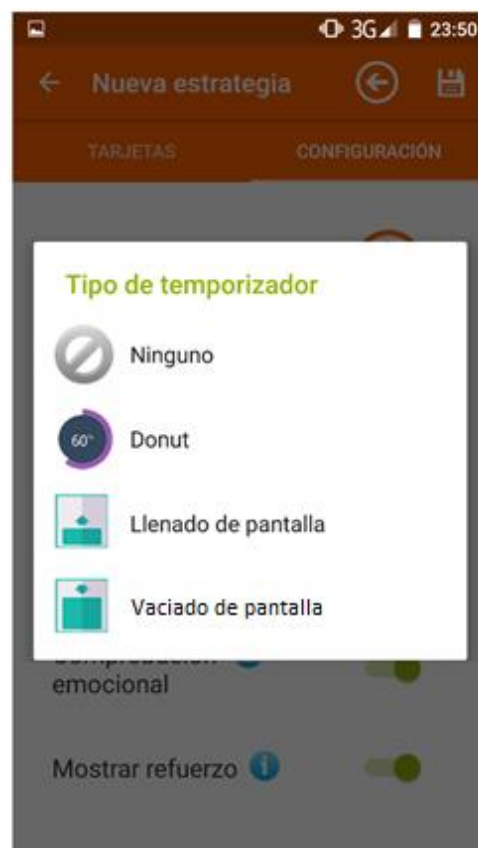 3G 23:50
Nueva estrategia
TARJETAS CONFIGURACIÓN
Tipo de temporizador
Ninguno
60
Donut
Llenado de pantalla
Vaciado de pantalla
Comprobación
emocional
Mostrar refuerzo